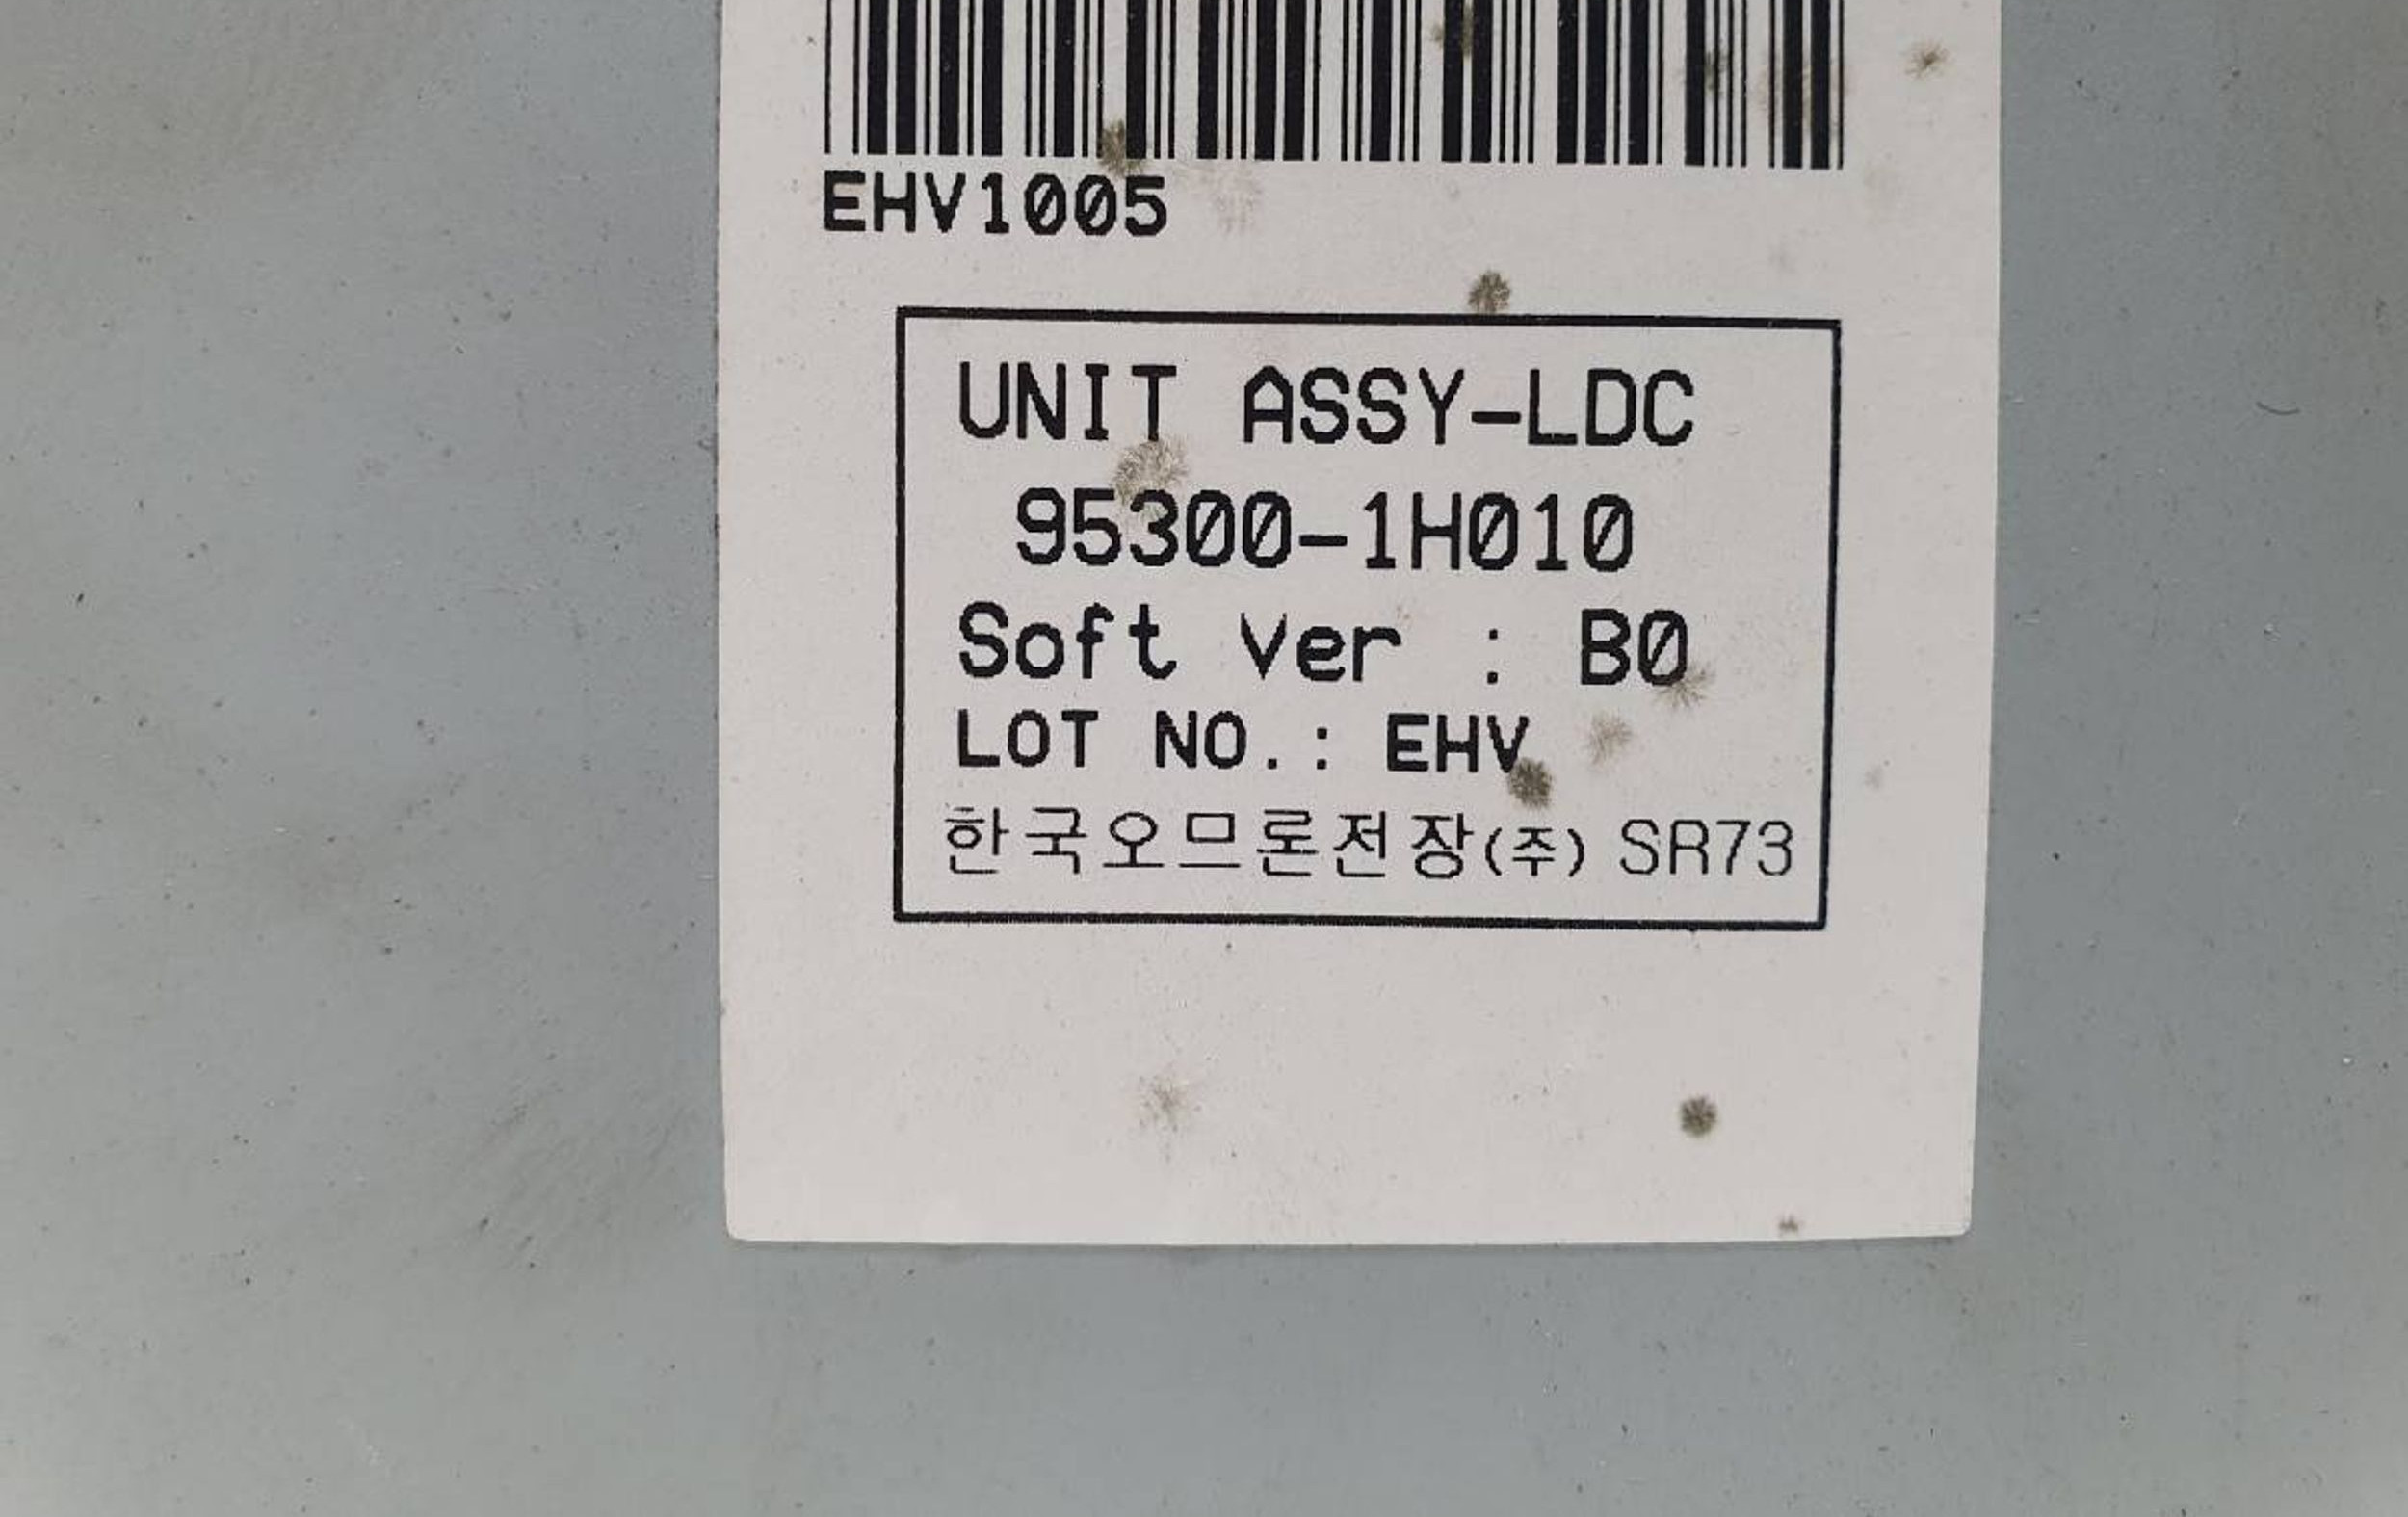 EHV1005
UNIT ASSY-LDC
95300-1H010
Soft Ver : B0
LOT NO.: EHV
한국오므론전장(주) SR73